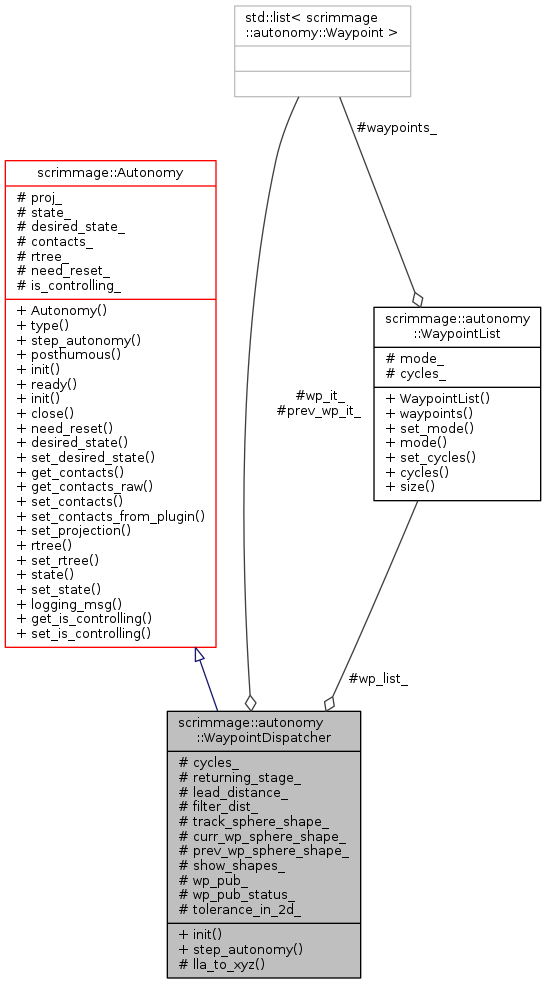 std::list< scrimmage
::autonomy::Waypoint >
#waypoints_
scrimmage::Autonomy
# proj_
# state_
# desired_state_
# contacts_
# rtree_
# need_reset_
# is_controlling_
+ Autonomy()
+ type()
+ step_autonomy()
+ posthumous()
+ init()
+ ready()
+ init()
+ close()
+ need_reset()
+ desired_state()
+ set_desired_state()
+ get_contacts()
+ get_contacts_raw()
+ set_contacts()
+ set_contacts_from_plugin()
+ set_projection()
+ rtree()
+ set_rtree()
+ state()
+ set_state()
+ logging_msg()
+ get_is_controlling()
+ set_is_controlling()
#wp_it_
#prev_wp_it_
scrimmage::autonomy
::WaypointList
# mode_
# cycles_
+ WaypointList()
+ waypoints()
+ set_mode()
+ mode()
+ set_cycles()
+ cycles()
+ size()
#wp_list_
scrimmage::autonomy
::WaypointDispatcher
# cycles_
# returning_stage_
# lead_distance_
# filter_dist_
# track_sphere_shape_
# curr_wp_sphere_shape_
# prev_wp_sphere_shape_
# show_shapes_
# wp_pub_
# wp_pub_status_
# tolerance_in_2d_
+ init()
+ step_autonomy()
# lla_to_xyz()